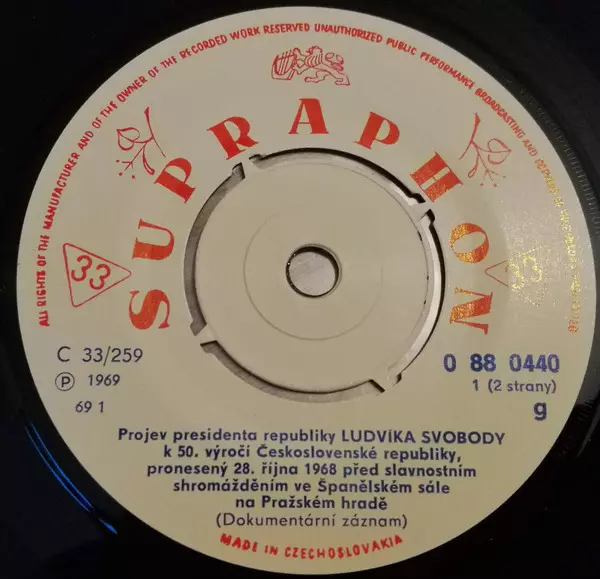 ALL RIGHTS OF THE MANUFACTURER AND OF THE OWNER OF THE RECORDED WORK RESERVED UNAUTHORIZED PUBLIC PERFORMANCE BROADCASTING AND COPYING
SUPRAPHON
33
33
C 33/259
0 88 0440
Ⓟ 1969
1 (2 strany)
69 1
g
Projev presidenta republiky LUDVÍKA SVOBODY
k 50. výročí Československé republiky,
pronesený 28. října 1968 před slavnostním
shromážděním ve Španělském sále
na Pražském hradě
(Dokumentární záznam)
MADE IN CZECHOSLOVAKIA